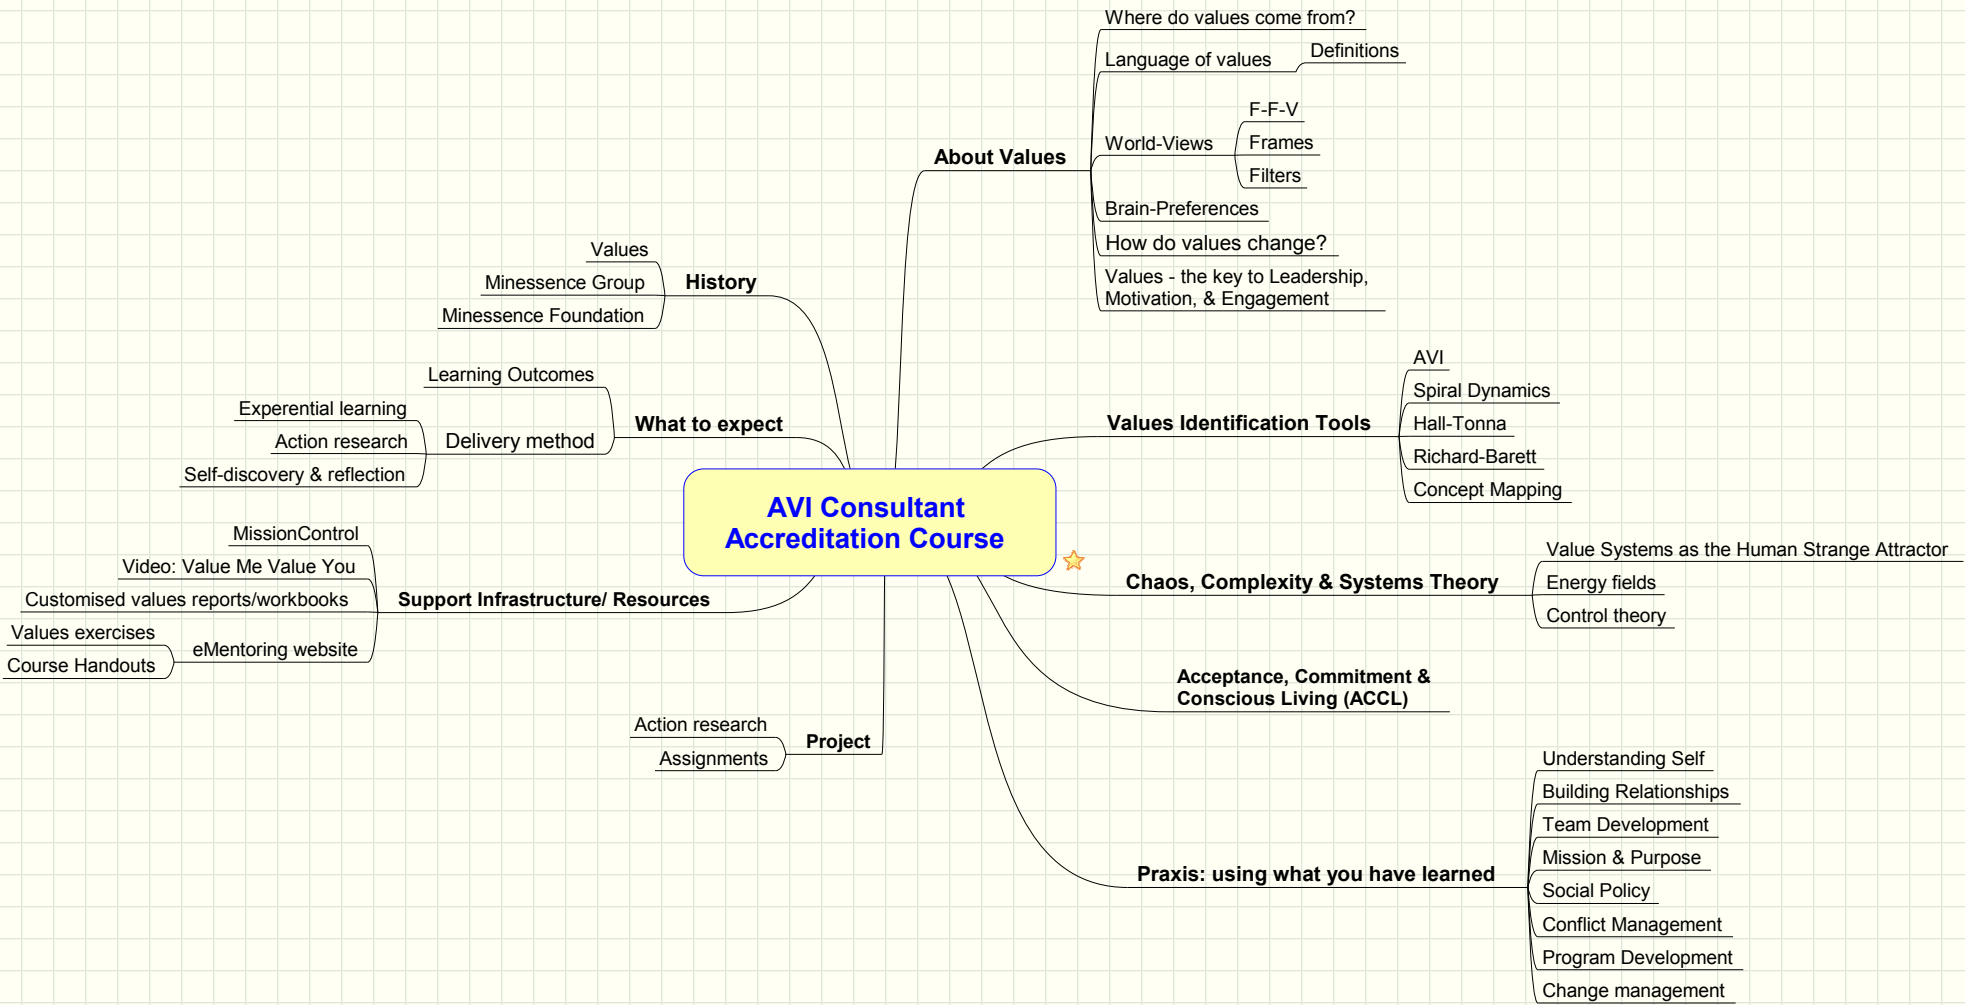 AVI Consultant
Accreditation Course
About Values
Where do values come from?
Language of values
Definitions
World-Views
F-F-V
Frames
Filters
Brain-Preferences
How do values change?
Values - the key to Leadership,
Motivation, & Engagement
Values Identification Tools
AVI
Spiral Dynamics
Hall-Tonna
Richard-Barett
Concept Mapping
Chaos, Complexity & Systems Theory
Value Systems as the Human Strange Attractor
Energy fields
Control theory
Acceptance, Commitment &
Conscious Living (ACCL)
Praxis: using what you have learned
Understanding Self
Building Relationships
Team Development
Mission & Purpose
Social Policy
Conflict Management
Program Development
Change management
History
Values
Minessence Group
Minessence Foundation
What to expect
Learning Outcomes
Delivery method
Experential learning
Action research
Self-discovery & reflection
Support Infrastructure/ Resources
MissionControl
Video: Value Me Value You
Customised values reports/workbooks
eMentoring website
Values exercises
Course Handouts
Project
Action research
Assignments